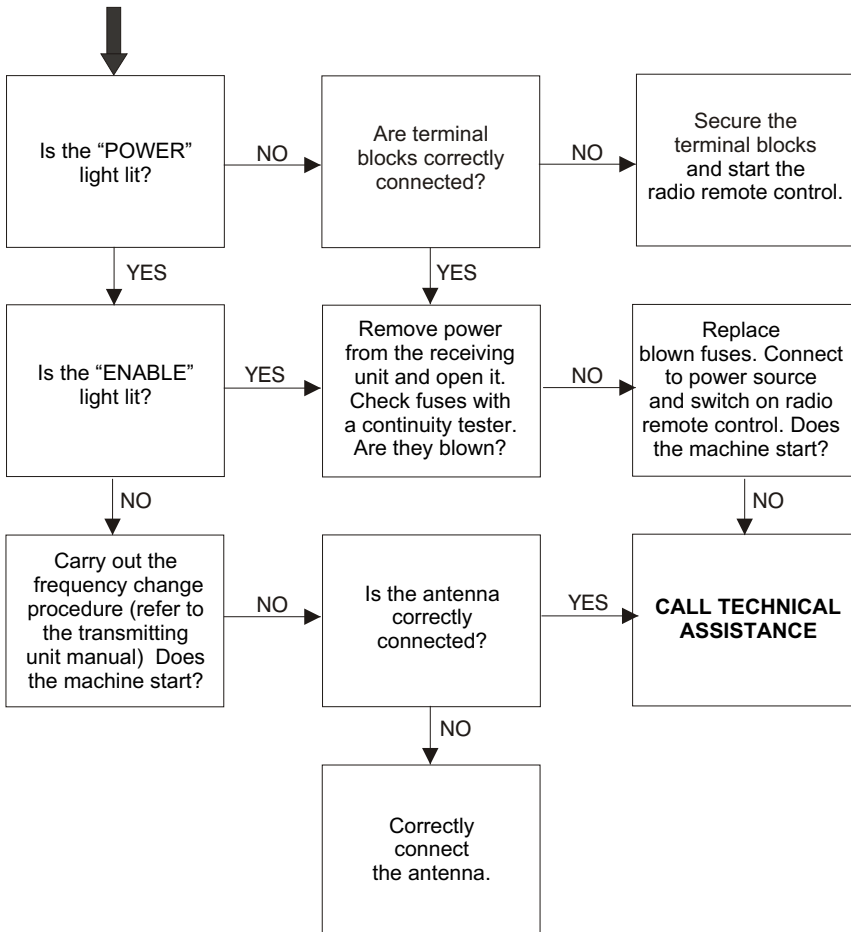 Is the “POWER”
light lit?
NO
Are terminal
blocks correctly
connected?
NO
Secure the
terminal blocks
and start the
radio remote control.
YES
YES
Is the “ENABLE”
light lit?
YES
Remove power
from the receiving
unit and open it.
Check fuses with
a continuity tester.
Are they blown?
NO
Replace
blown fuses. Connect
to power source
and switch on radio
remote control. Does
the machine start?
NO
NO
Carry out the
frequency change
procedure (refer to
the transmitting
unit manual)  Does
the machine start?
NO
Is the antenna
correctly
connected?
YES
CALL TECHNICAL
ASSISTANCE
NO
Correctly
connect
the antenna.